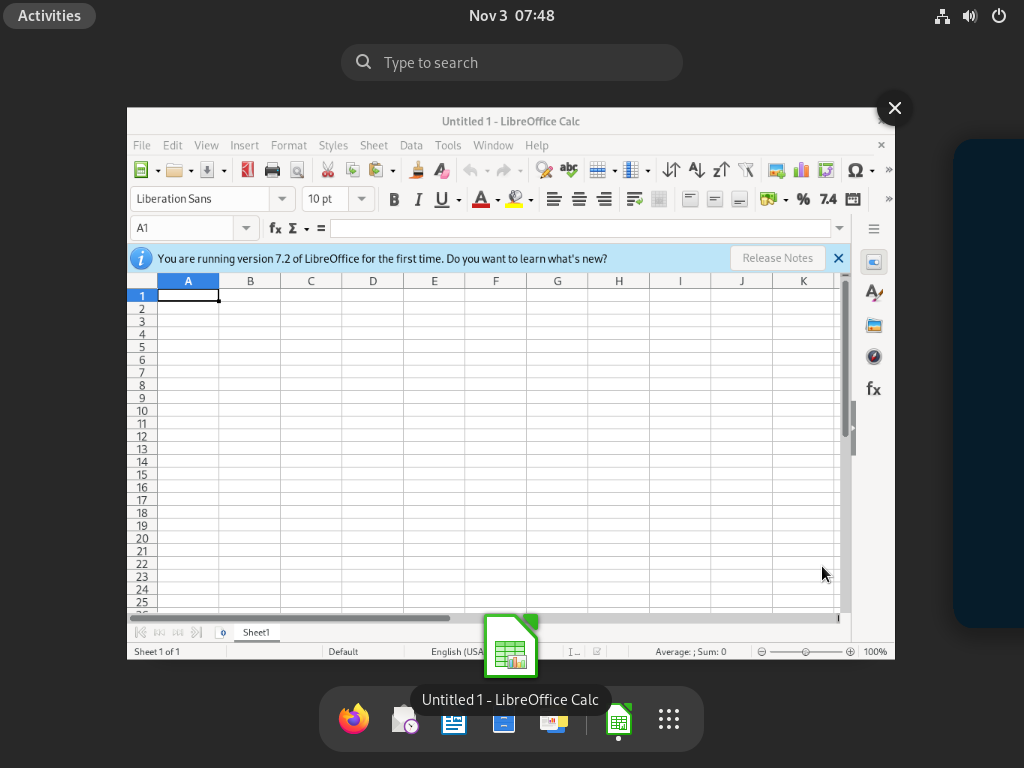 Activities
Nov 3 07:48
Type to search
Untitled 1 - LibreOffice Calc
File Edit View Insert Format Styles Sheet Data Tools Window Help
Liberation Sans 10 pt B I U A % 7.4
A1 fx Σ =
You are running version 7.2 of LibreOffice for the first time. Do you want to learn what's new? Release Notes
A B C D E F G H I J K
1
2
3
4
5
6
7
8
9
10
11
12
13
14
15
16
17
18
19
20
21
22
23
24
25
Sheet1
Sheet 1 of 1 Default English (USA Average: ; Sum: 0 100%
Untitled 1 - LibreOffice Calc